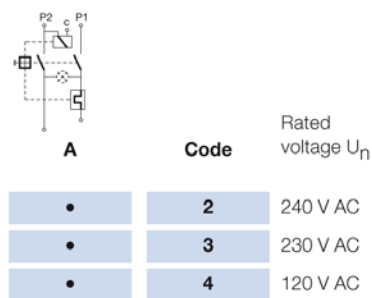 P2 c P1
Rated
A Code voltage Un
• 2 240 V AC
• 3 230 V AC
• 4 120 V AC